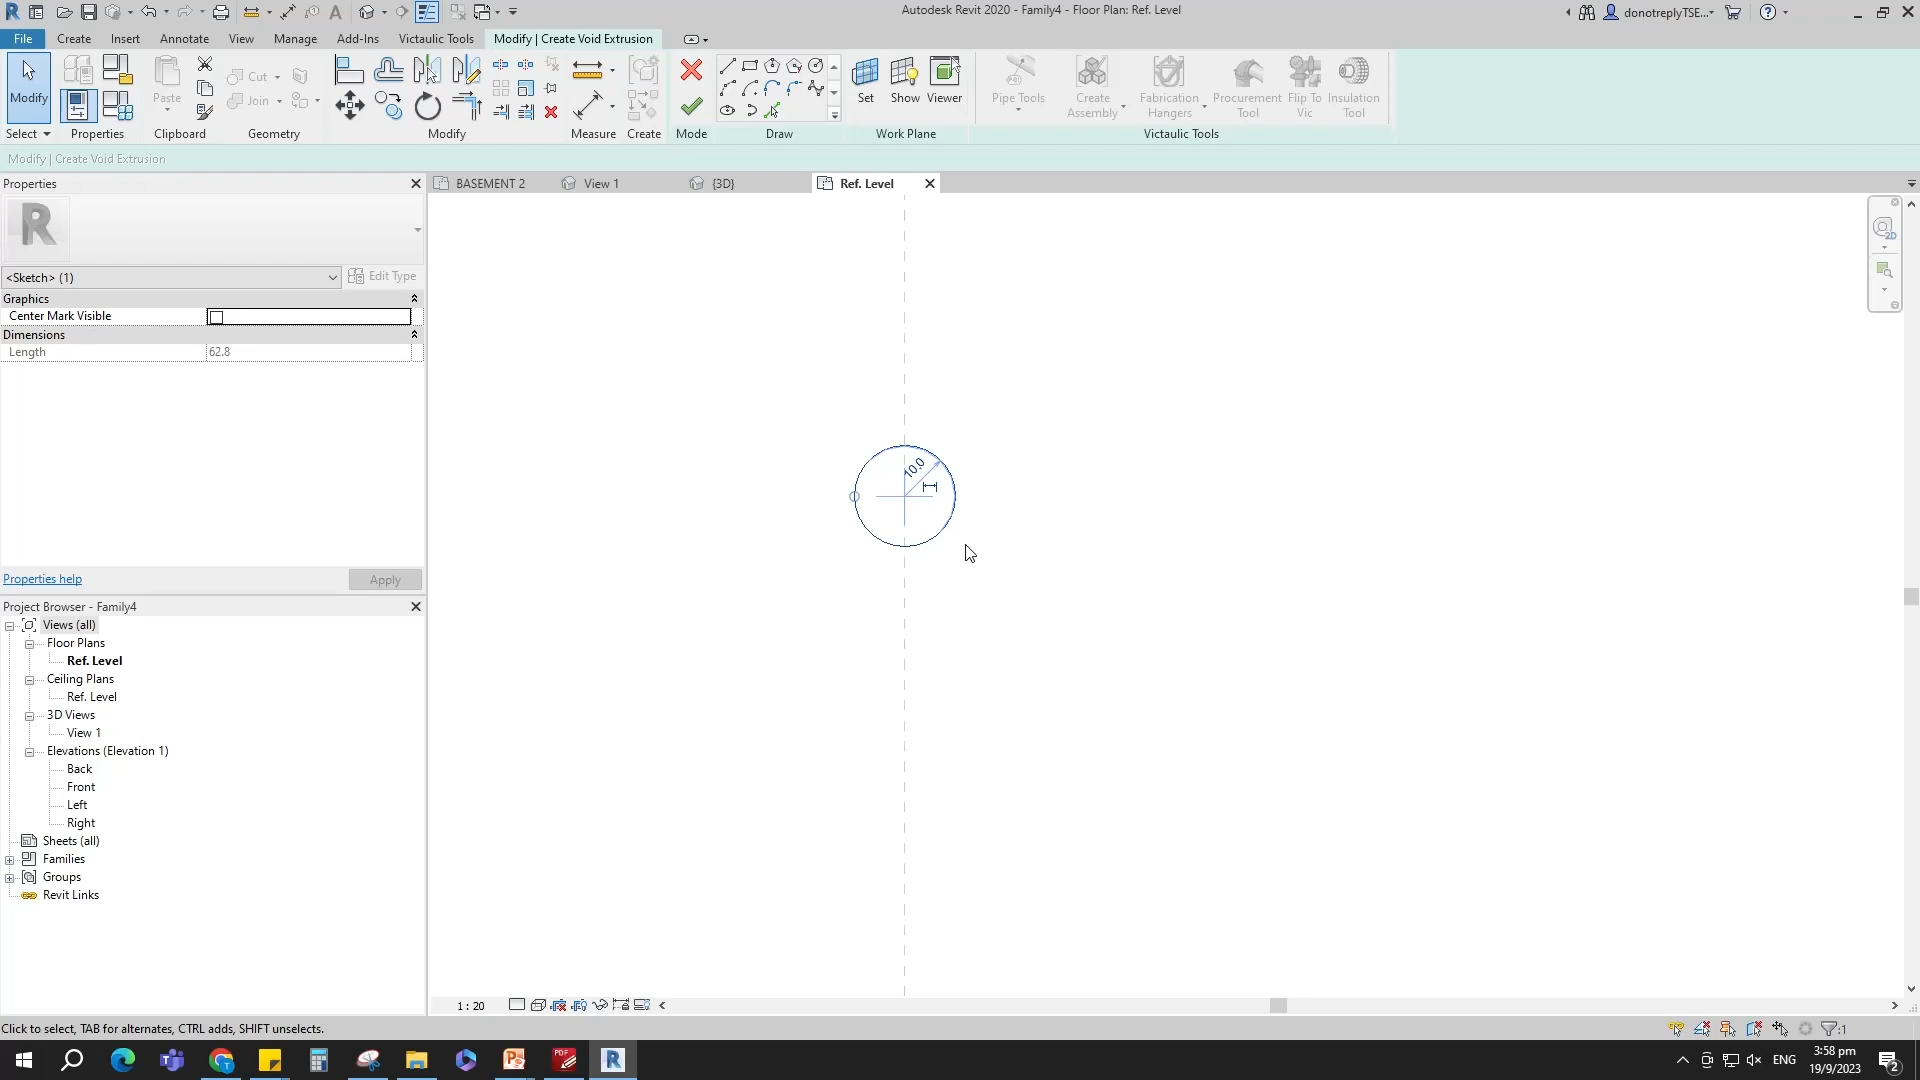 Autodesk Revit 2020 - Family4 - Floor Plan: Ref. Level
donotreplyTSE...
File
Create
Insert
Annotate
View
Manage
Add-Ins
Victaulic Tools
Modify | Create Void Extrusion
Modify
Paste
Cut
Join
Set
Show
Viewer
Pipe Tools
Create
Assembly
Fabrication
Hangers
Procurement
Tool
Flip To
Vic
Insulation
Tool
Select
Properties
Clipboard
Geometry
Modify
Measure
Create
Mode
Draw
Work Plane
Victaulic Tools
Modify | Create Void Extrusion
Properties
BASEMENT 2
View 1
{3D}
Ref. Level
R
2D
<Sketch> (1)
Edit Type
Graphics
Center Mark Visible
Dimensions
Length
62.8
10.0
Properties help
Apply
Project Browser - Family4
Views (all)
Floor Plans
Ref. Level
Ceiling Plans
Ref. Level
3D Views
View 1
Elevations (Elevation 1)
Back
Front
Left
Right
Sheets (all)
Families
Groups
Revit Links
1 : 20
Click to select, TAB for alternates, CTRL adds, SHIFT unselects.
:1
ENG
3:58 pm
19/9/2023
2